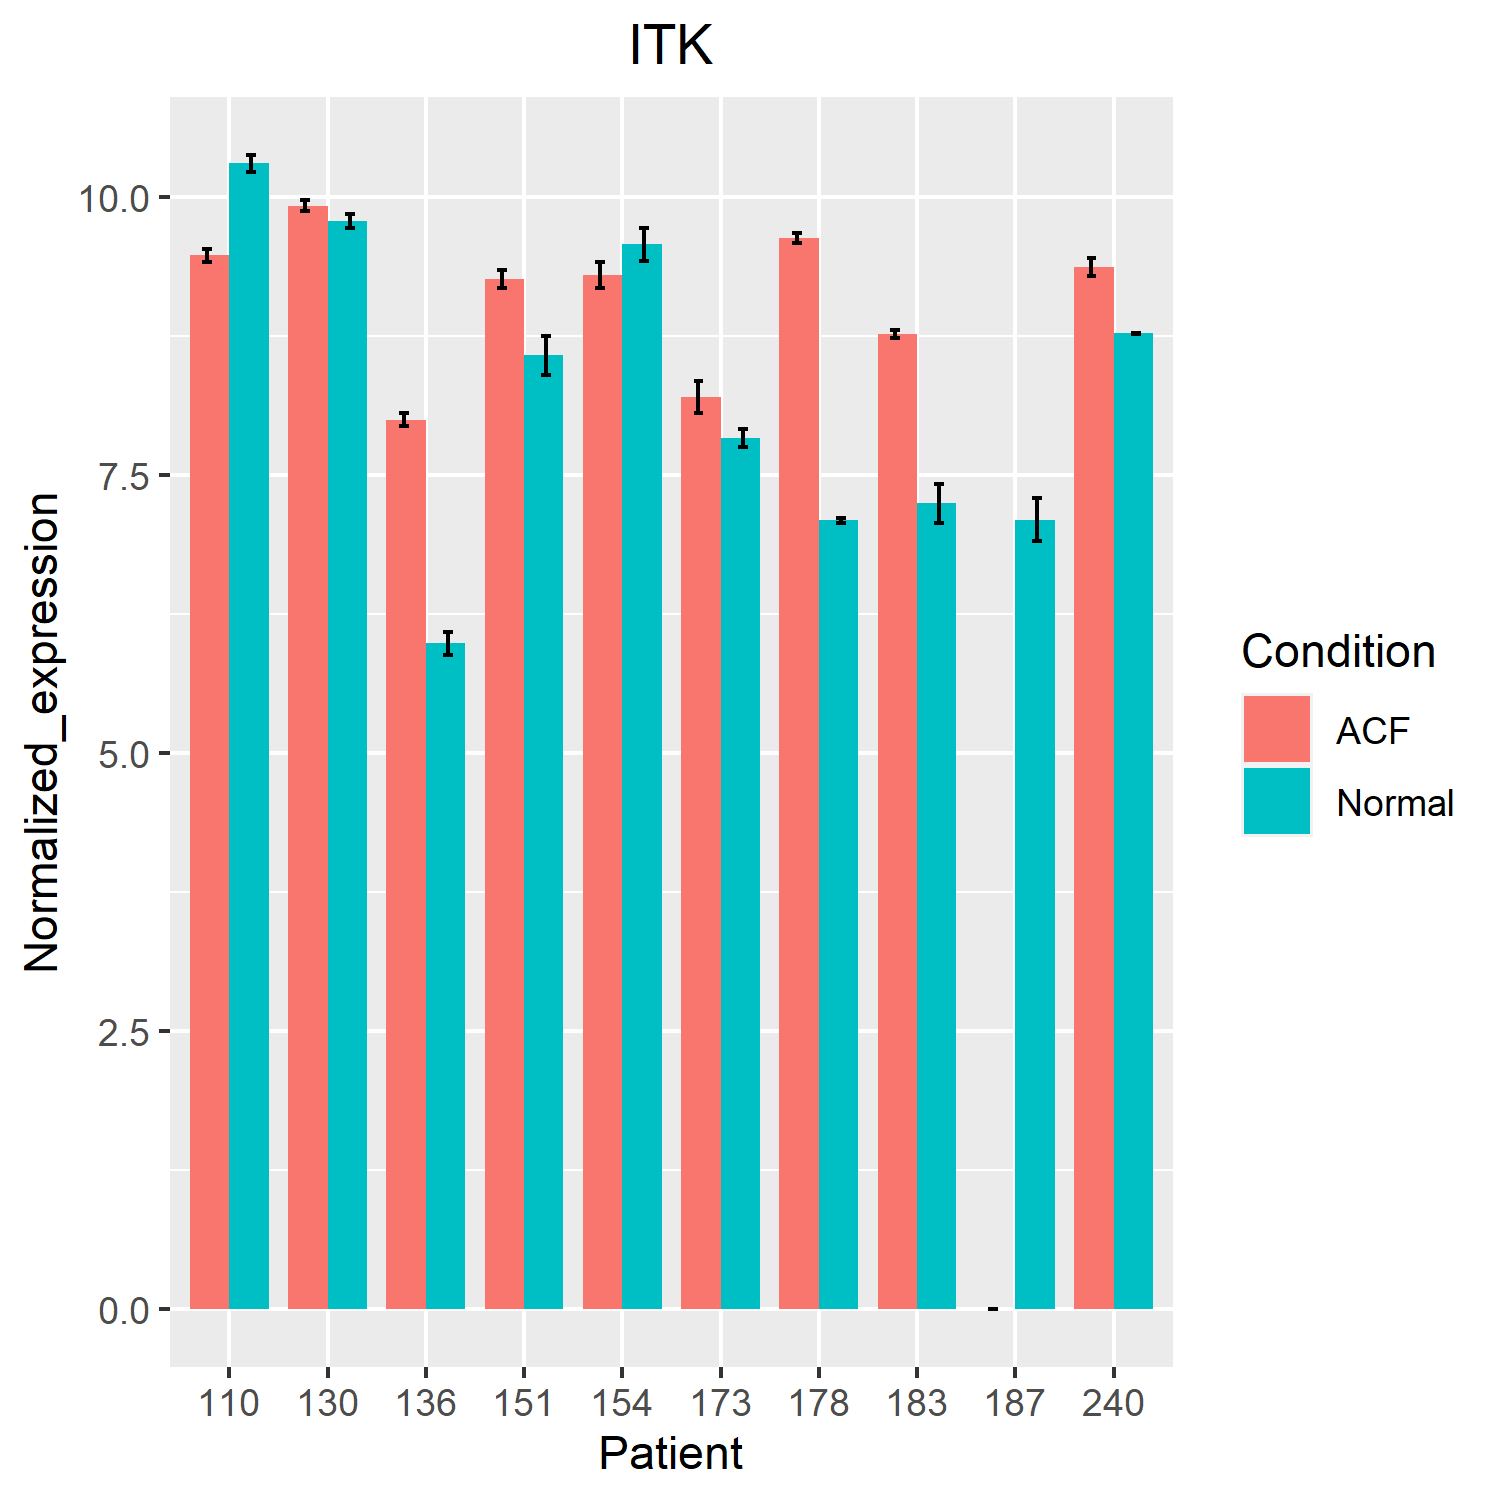 ITK
Normalized_expression
10.0
7.5
5.0
2.5
0.0
110 130 136 151 154 173 178 183 187 240
Patient
Condition
ACF
Normal